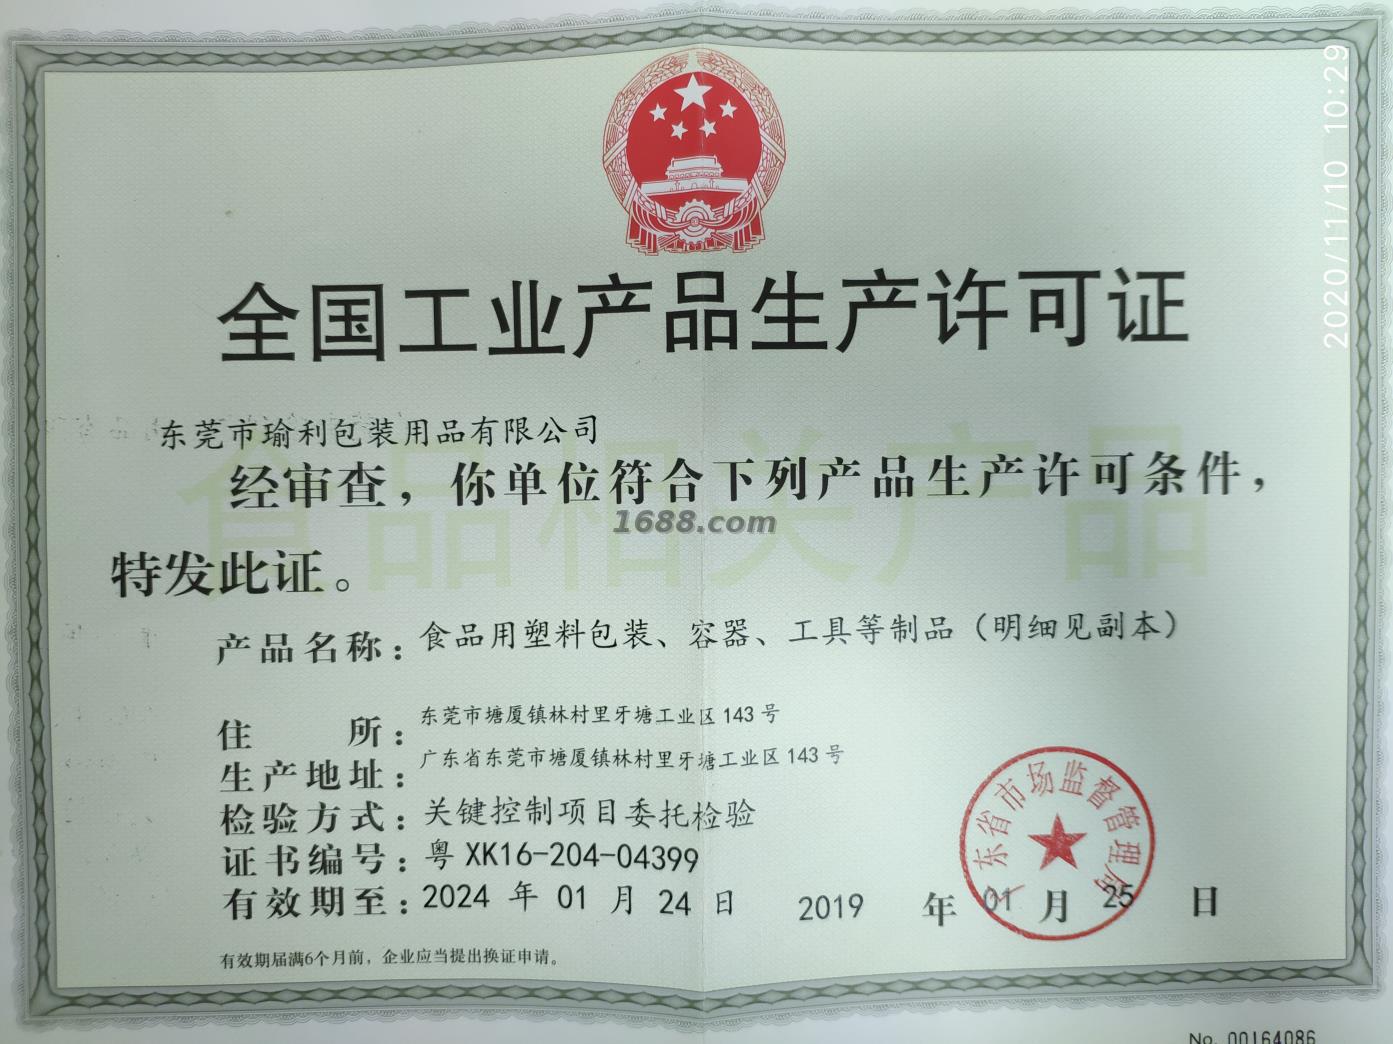 2020/11/10 10:29
全国工业产品生产许可证
东莞市瑜利包装用品有限公司
经审查，你单位符合下列产品生产许可条件，
1688.com
食品相关产品
特发此证。
产品名称：食品用塑料包装、容器、工具等制品（明细见副本）
住所：东莞市塘厦镇林村里牙塘工业区143号
生产地址：广东省东莞市塘厦镇林村里牙塘工业区143号
检验方式：关键控制项目委托检验
证书编号：粤XK16-204-04399
有效期至：2024年01月24日
2019年01月25日
广东省市场监督管理局
有效期届满6个月前，企业应当提出换证申请。
No. 00164086